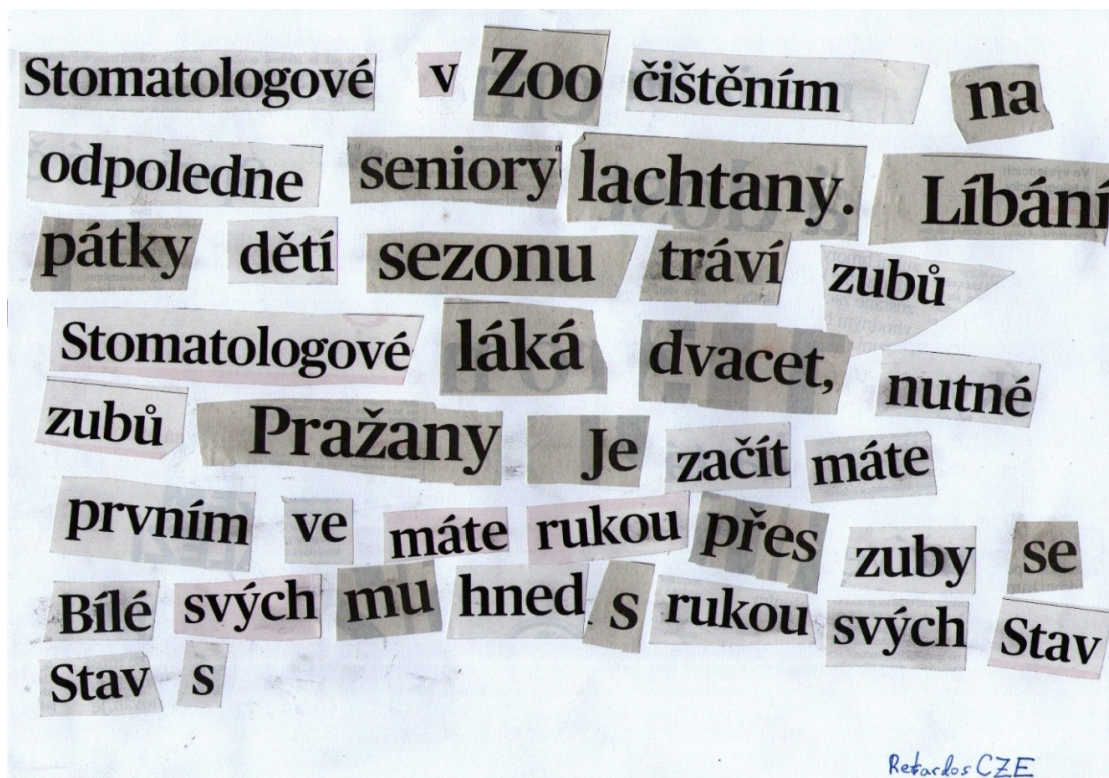 Stomatologové v Zoo čištěním na
odpoledne seniory lachtany. Líbání
pátky dětí sezonu tráví zubů
Stomatologové láká dvacet, nutné
zubů Pražany Je začít máte
prvním ve máte rukou přes zuby se
Bílé svých mu hned s rukou svých Stav
Stav s
Retardos CZE